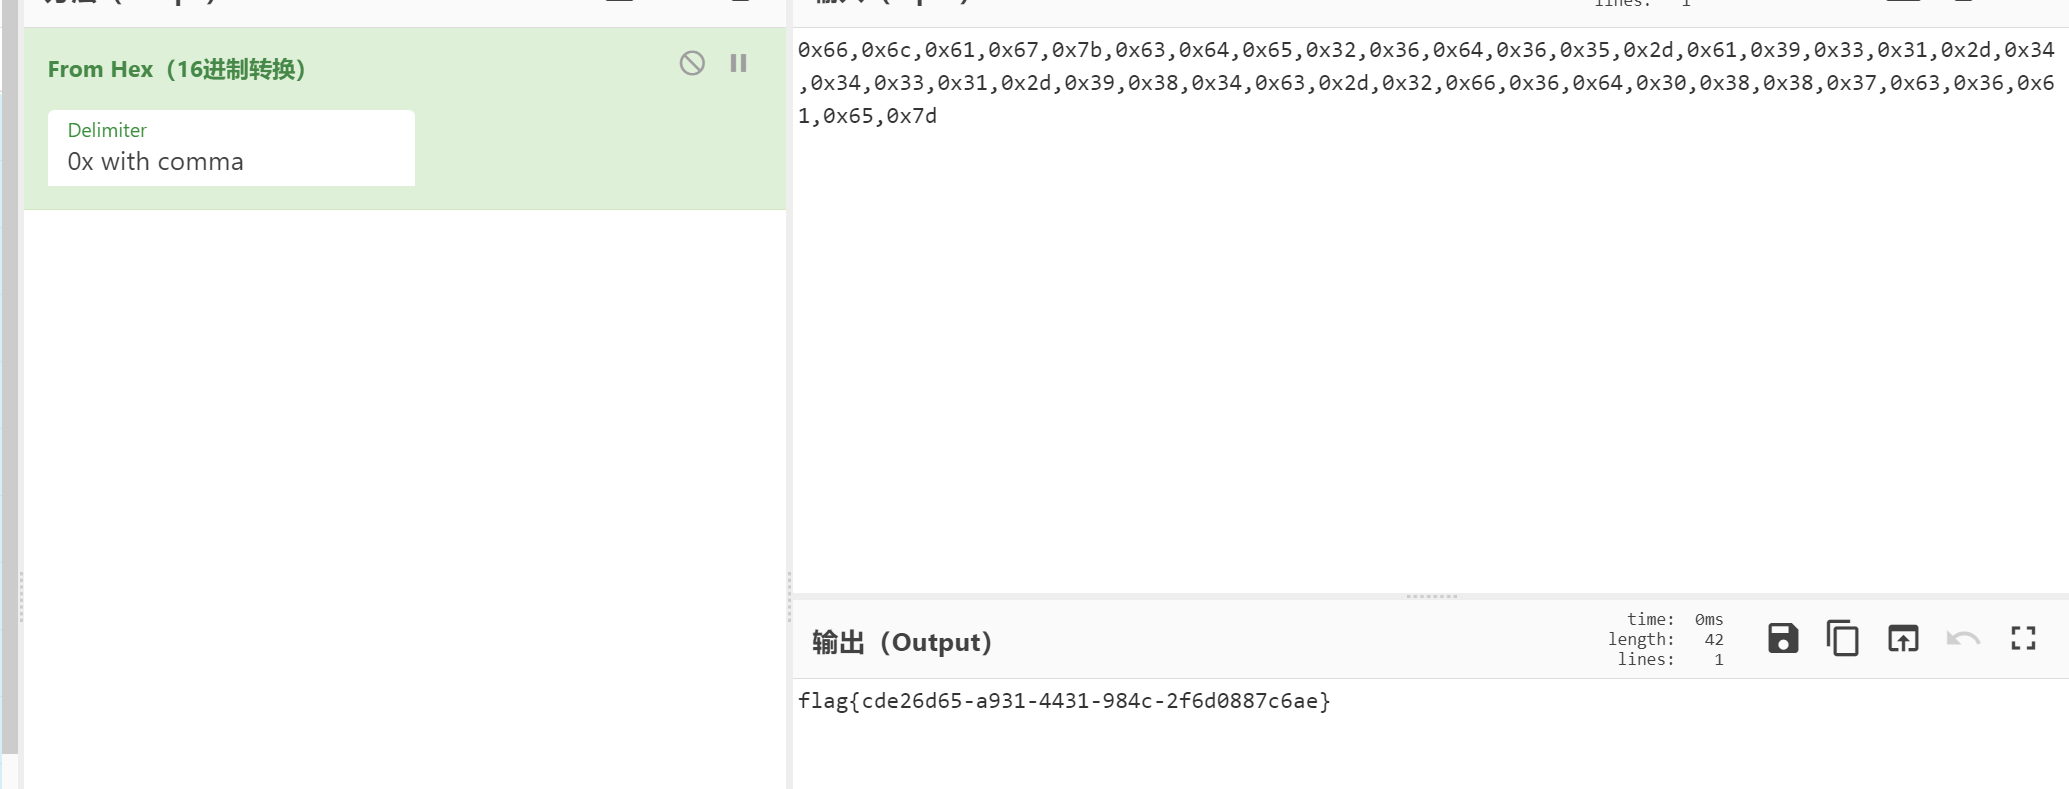 lines: 1
From Hex（16进制转换）
Delimiter
0x with comma
0x66,0x6c,0x61,0x67,0x7b,0x63,0x64,0x65,0x32,0x36,0x64,0x36,0x35,0x2d,0x61,0x39,0x33,0x31,0x2d,0x34
,0x34,0x33,0x31,0x2d,0x39,0x38,0x34,0x63,0x2d,0x32,0x66,0x36,0x64,0x30,0x38,0x38,0x37,0x63,0x36,0x6
1,0x65,0x7d
输出（Output）
time: 0ms
length: 42
lines: 1
flag{cde26d65-a931-4431-984c-2f6d0887c6ae}